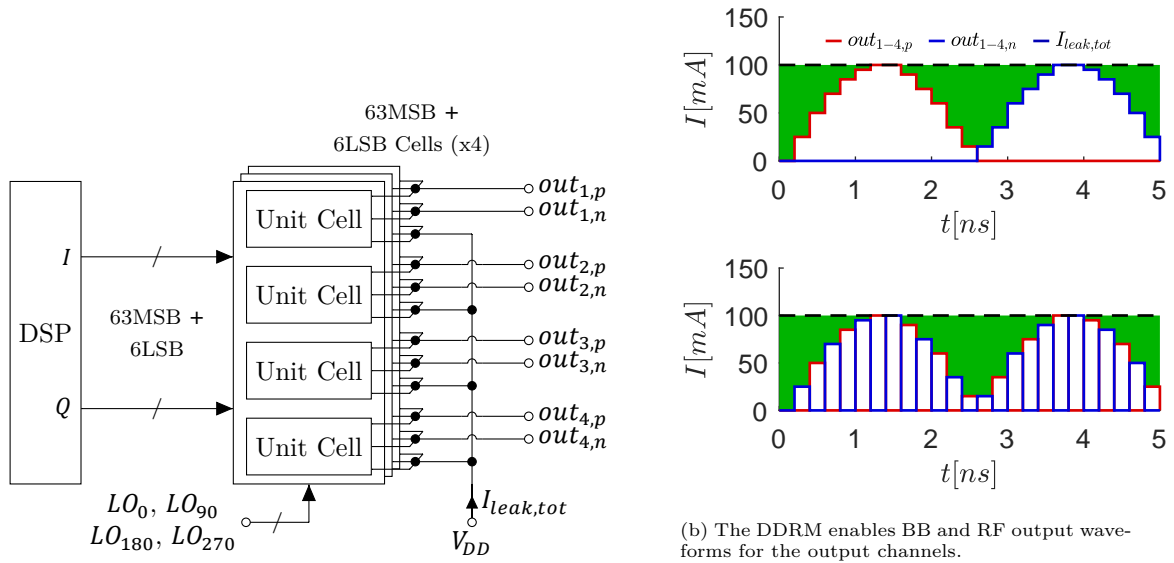 63MSB +
6LSB Cells (x4)
DSP
I
Q
63MSB +
6LSB
Unit Cell
Unit Cell
Unit Cell
Unit Cell
out1,p
out1,n
out2,p
out2,n
out3,p
out3,n
out4,p
out4,n
LO0, LO90
LO180, LO270
Ileak,tot
VDD
out1−4,p out1−4,n Ileak,tot
I[mA]
150
100
50
0
0 1 2 3 4 5
t[ns]
I[mA]
150
100
50
0
0 1 2 3 4 5
t[ns]
(b) The DDRM enables BB and RF output wave-
forms for the output channels.